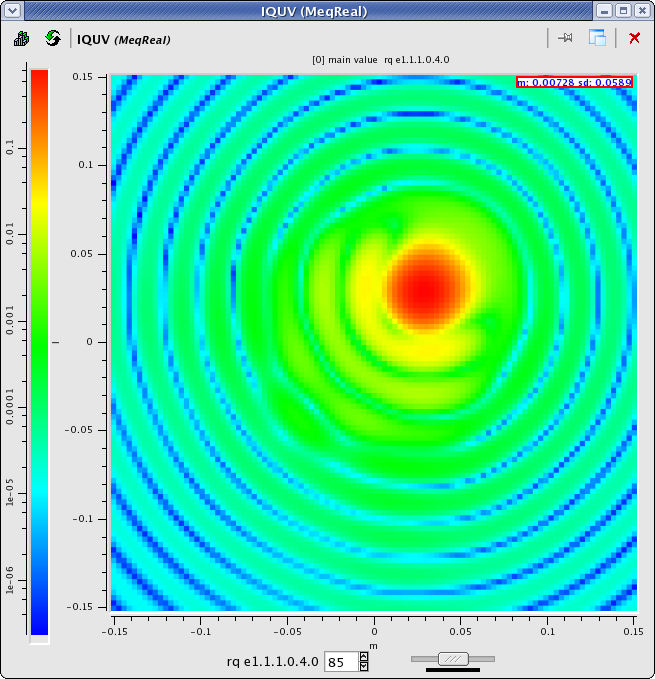 IQUV (MeqReal)
IQUV (MeqReal)
[0] main value rq e1.1.1.0.4.0
m: 0.00728 sd: 0.0589
0.1
0.01
0.001
0.0001
1e-05
1e-06
0.15
0.1
0.05
0
-0.05
-0.1
-0.15
-0.15
-0.1
-0.05
0
0.05
0.1
0.15
m
rq e1.1.1.0.4.0 85